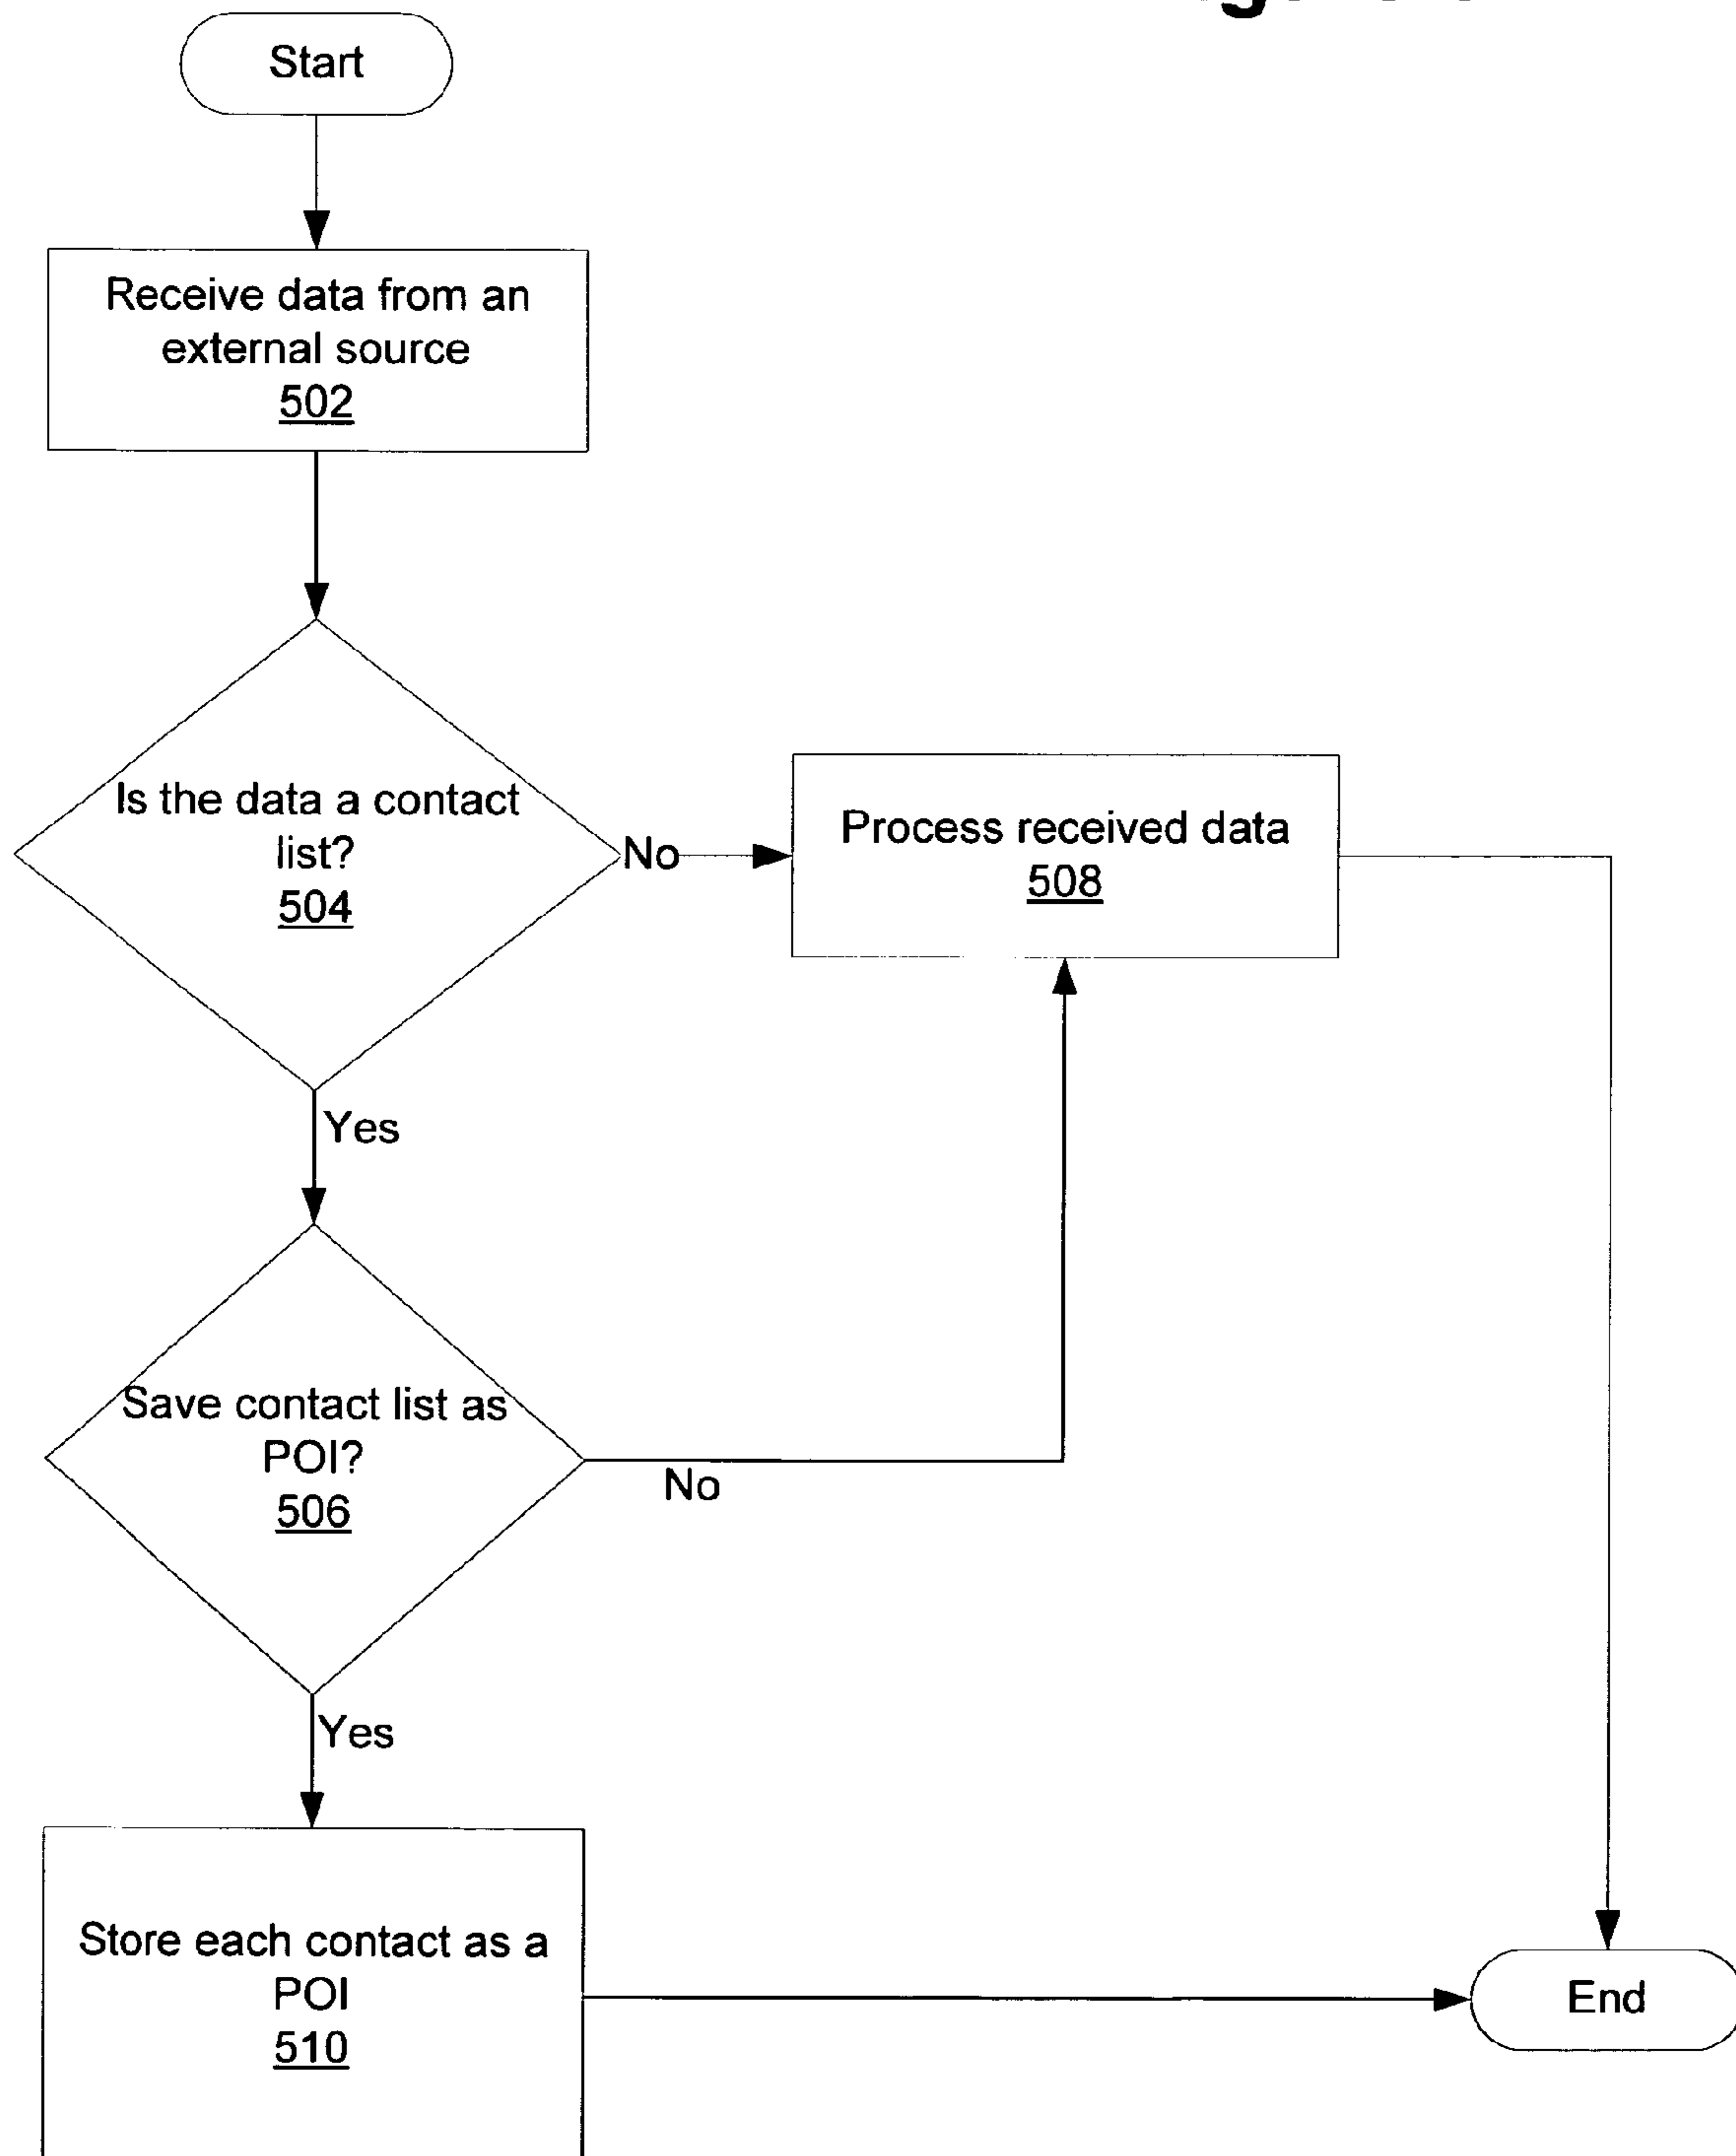 Start
Receive data from an
external source
502
Is the data a contact
list?
504
No
Process received data
508
Yes
Save contact list as
POI?
506
No
Yes
Store each contact as a
POI
510
End